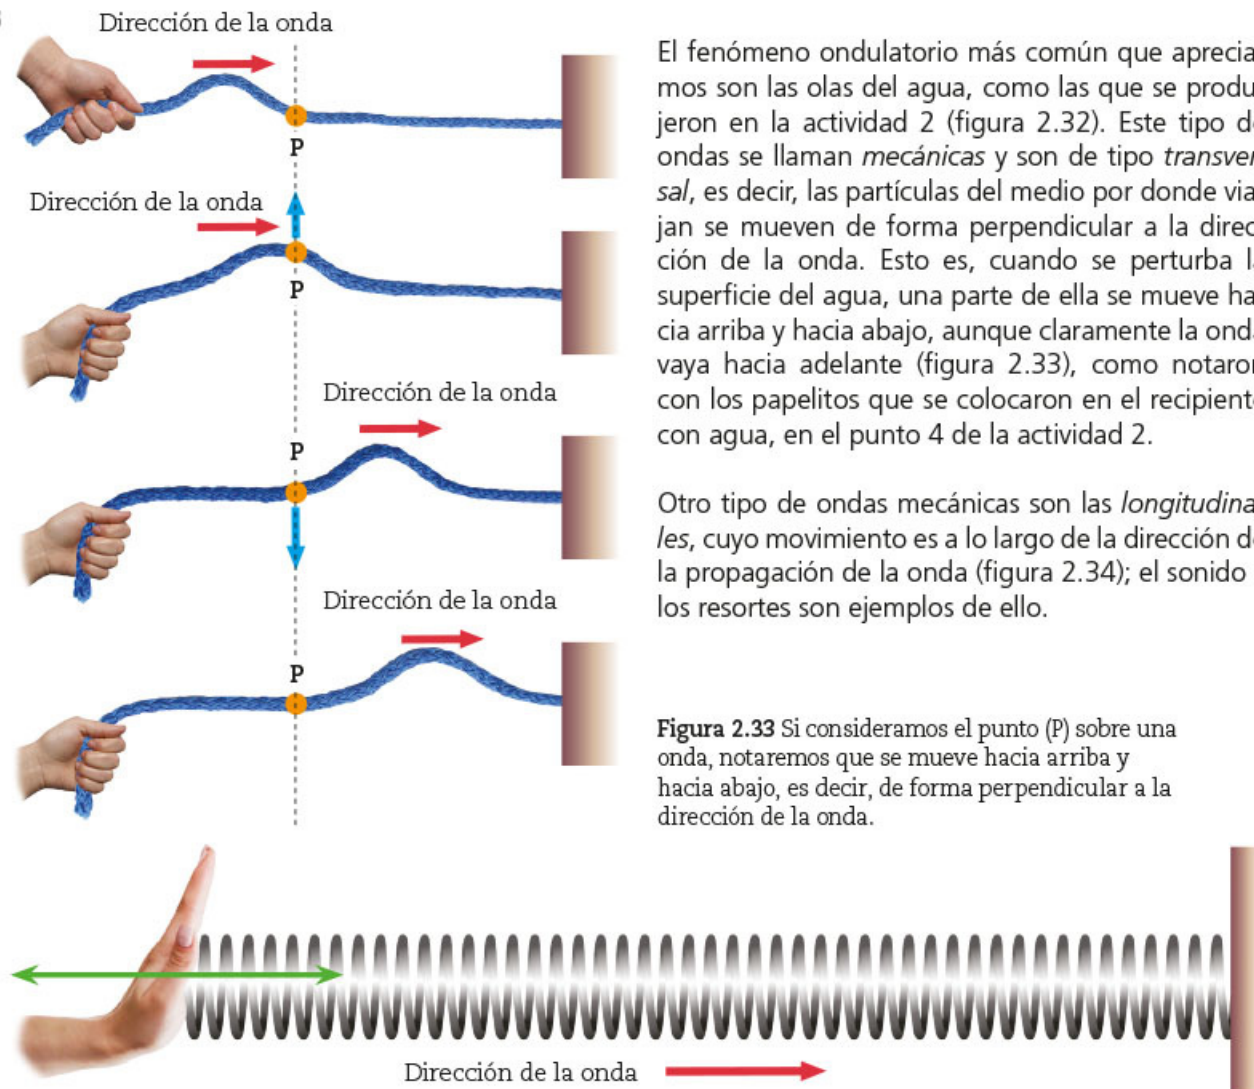 Dirección de la onda
P
Dirección de la onda
P
Dirección de la onda
P
Dirección de la onda
P
El fenómeno ondulatorio más común que aprecia
mos son las olas del agua, como las que se produ
jeron en la actividad 2 (figura 2.32). Este tipo de
ondas se llaman mecánicas y son de tipo transver
sal, es decir, las partículas del medio por donde via
jan se mueven de forma perpendicular a la direc
ción de la onda. Esto es, cuando se perturba la
superficie del agua, una parte de ella se mueve ha
cia arriba y hacia abajo, aunque claramente la onda
vaya hacia adelante (figura 2.33), como notaron
con los papelitos que se colocaron en el recipiente
con agua, en el punto 4 de la actividad 2.
Otro tipo de ondas mecánicas son las longitudina
les, cuyo movimiento es a lo largo de la dirección de
la propagación de la onda (figura 2.34); el sonido
los resortes son ejemplos de ello.
Figura 2.33 Si consideramos el punto (P) sobre una
onda, notaremos que se mueve hacia arriba y
hacia abajo, es decir, de forma perpendicular a la
dirección de la onda.
Dirección de la onda